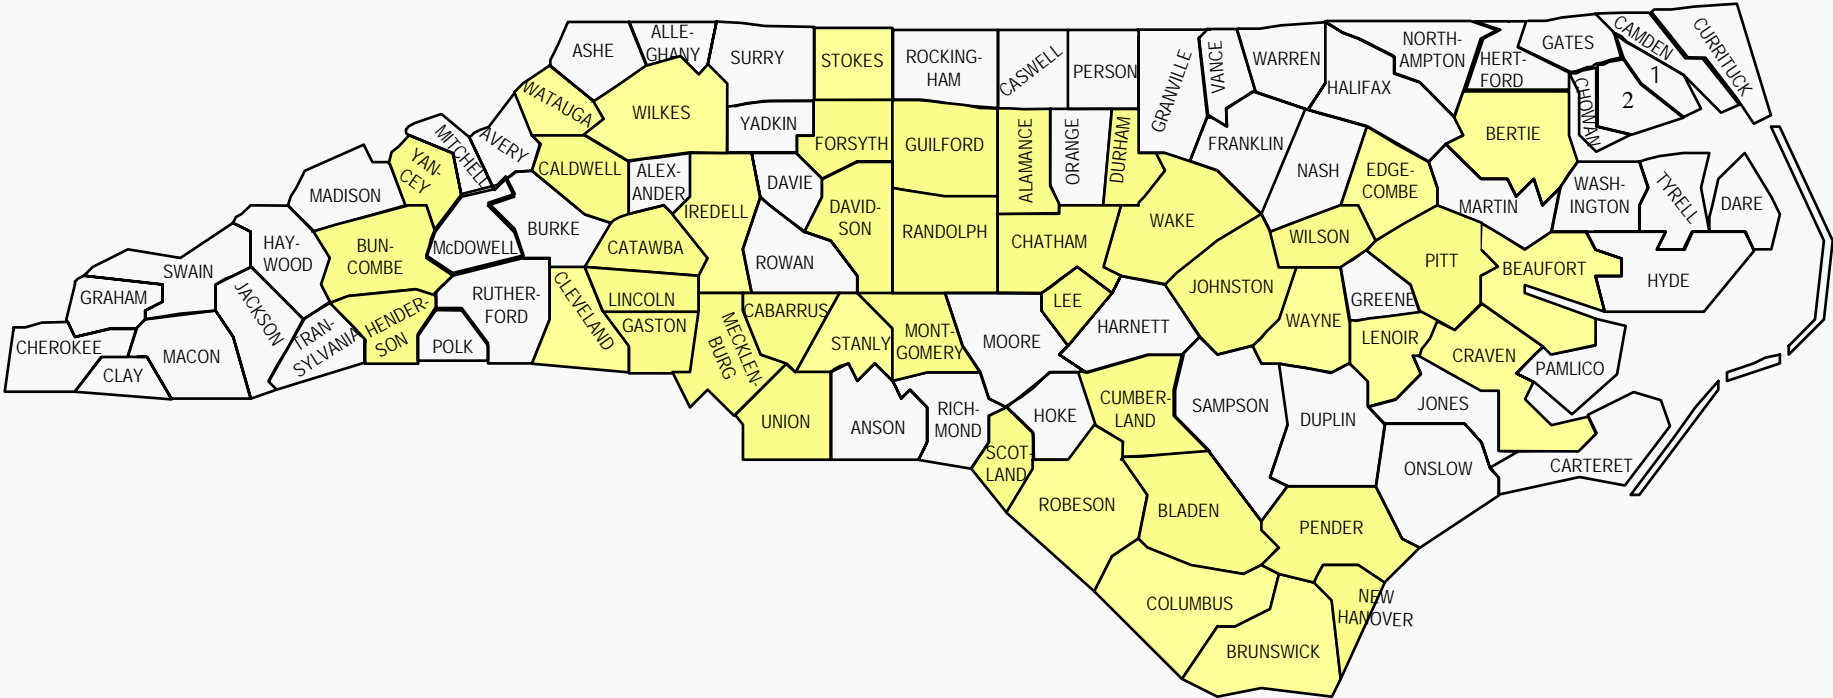 ASHE
ALLE-
GHANY
SURRY
STOKES
ROCKING-
HAM
CASWELL
PERSON
GRANVILLE
VANCE
WARREN
HALIFAX
NORTH-
AMPTON
HERT-
FORD
GATES
CAMDEN
CURRITUCK
1
2
CHOWAN
WATAUGA
WILKES
YADKIN
FORSYTH
GUILFORD
ALAMANCE
ORANGE
DURHAM
FRANKLIN
NASH
EDGE-
COMBE
BERTIE
MITCHELL
AVERY
YAN-
CEY
CALDWELL
ALEX-
ANDER
DAVIE
MADISON
IREDELL
DAVID-
SON
RANDOLPH
CHATHAM
WAKE
WILSON
MARTIN
WASH-
INGTON
TYRELL
DARE
HAY-
WOOD
BUN-
COMBE
McDOWELL
BURKE
CATAWBA
ROWAN
JOHNSTON
PITT
BEAUFORT
HYDE
SWAIN
GRAHAM
JACKSON
TRAN-
SYLVANIA
HENDER-
SON
RUTHER-
FORD
POLK
CLEVELAND
LINCOLN
GASTON
MECKLEN-
BURG
CABARRUS
STANLY
MONT-
GOMERY
MOORE
LEE
HARNETT
WAYNE
GREENE
LENOIR
CRAVEN
PAMLICO
CHEROKEE
CLAY
MACON
UNION
ANSON
RICH-
MOND
HOKE
CUMBER-
LAND
SAMPSON
DUPLIN
JONES
SCOT-
LAND
ROBESON
BLADEN
PENDER
ONSLOW
CARTERET
COLUMBUS
BRUNSWICK
NEW
HANOVER